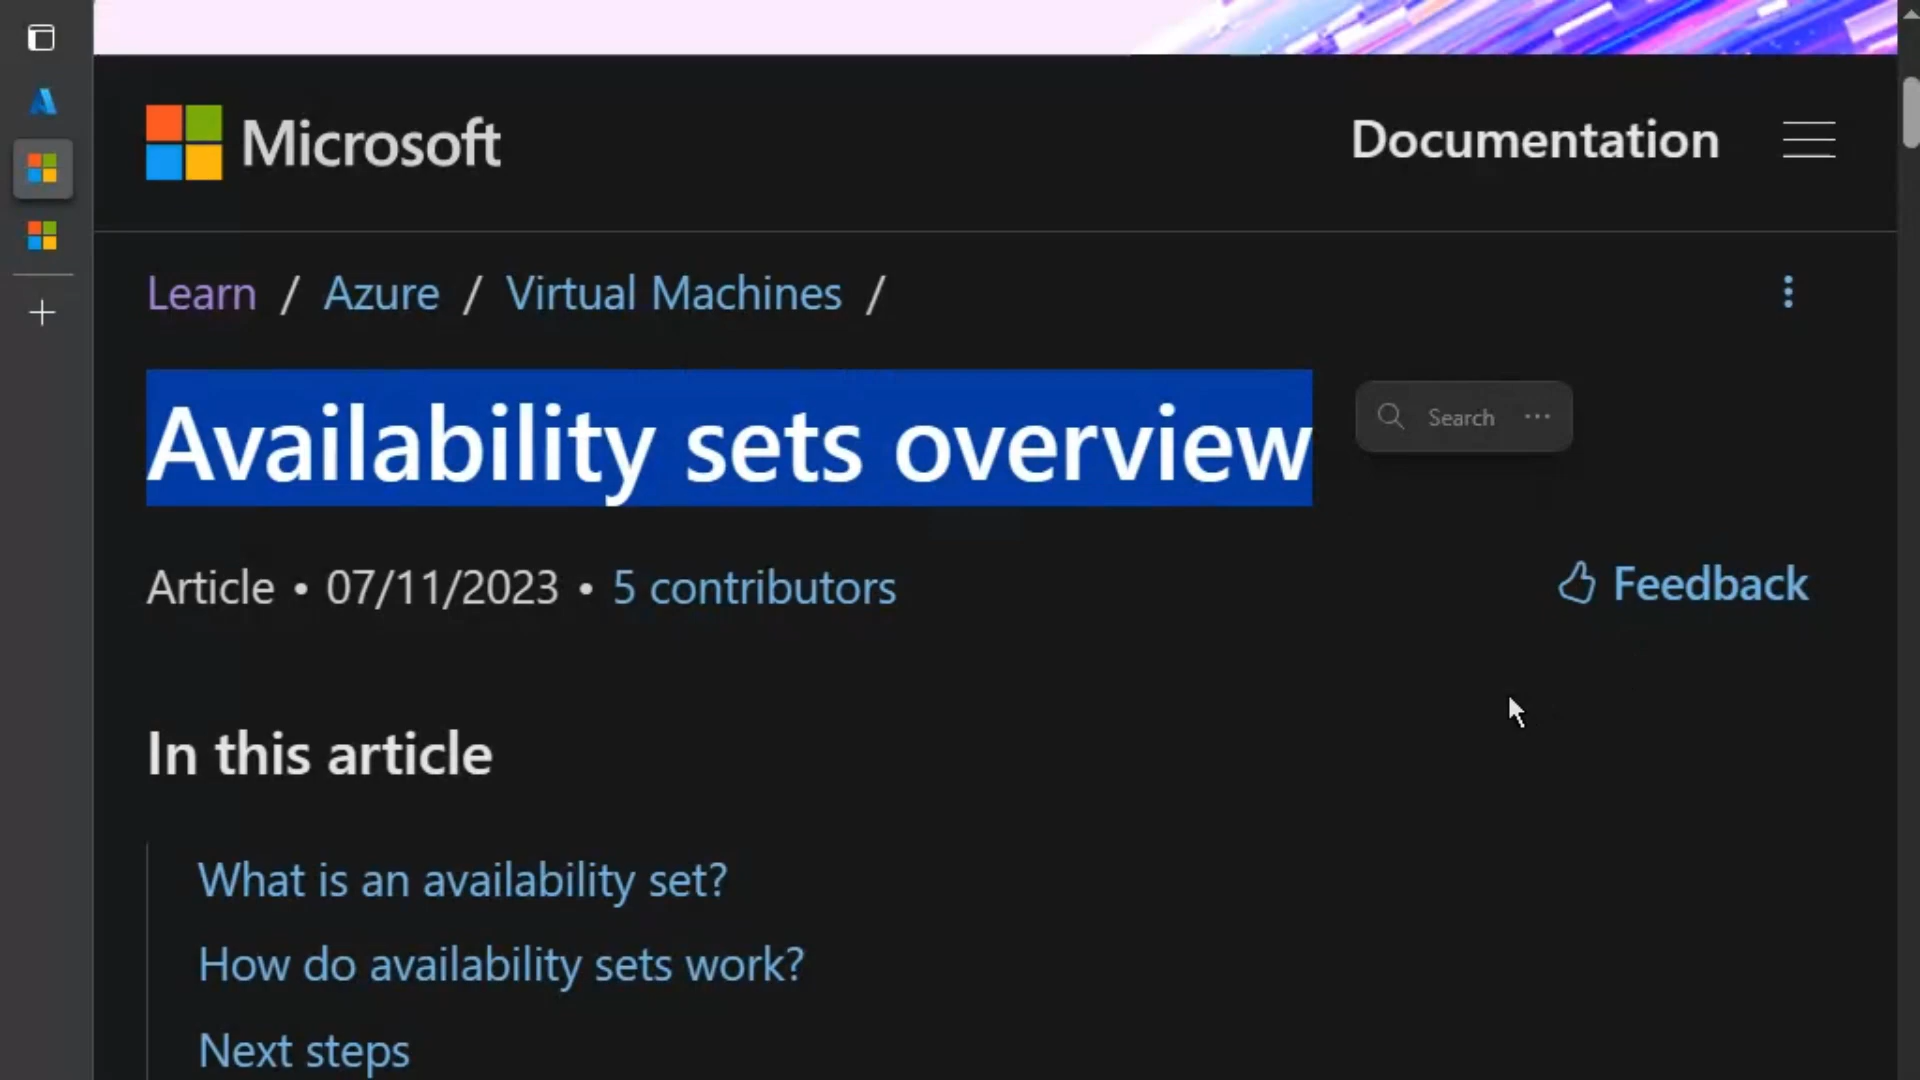 Microsoft
Documentation
Learn / Azure / Virtual Machines /
Availability sets overview
Search
Article • 07/11/2023 • 5 contributors
Feedback
In this article
What is an availability set?
How do availability sets work?
Next steps